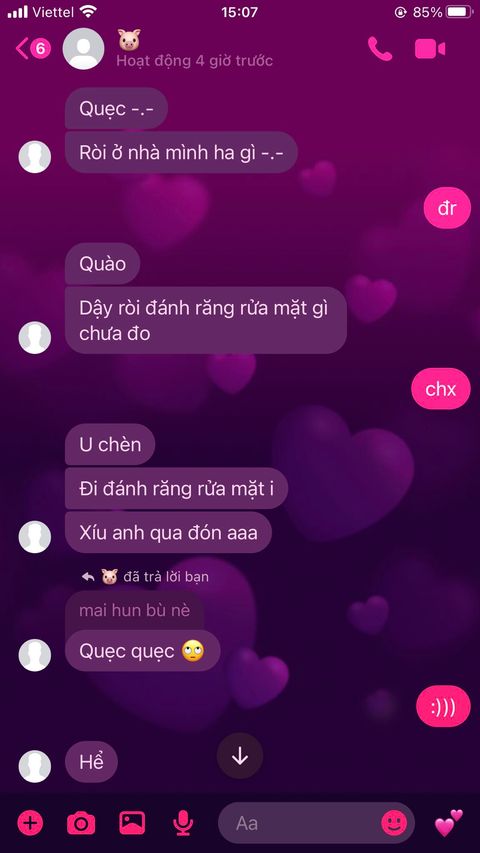 Viettel 15:07 85%
6 🐷
Hoạt động 4 giờ trước
Quẹc -.-
Ròi ở nhà mình ha gì -.-
đr
Quào
Dậy ròi đánh răng rửa mặt gì
chưa đo
chx
U chèn
Đi đánh răng rửa mặt i
Xíu anh qua đón aaa
🐷 đã trả lời bạn
mai hun bù nè
Quẹc quẹc 🙄
:)))
Hể
Aa